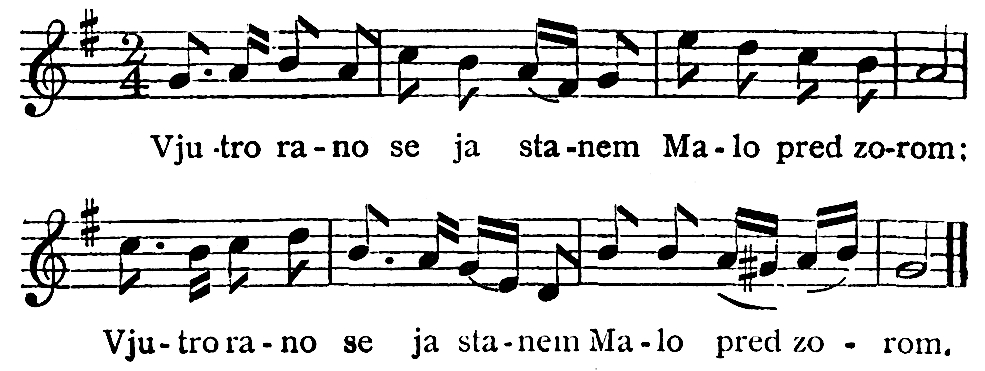 2
4
Vju-tro ra-no se ja sta-nem Ma-lo pred zo-rom;
Vju-tro ra-no se ja sta-nem Ma-lo pred zo-rom.